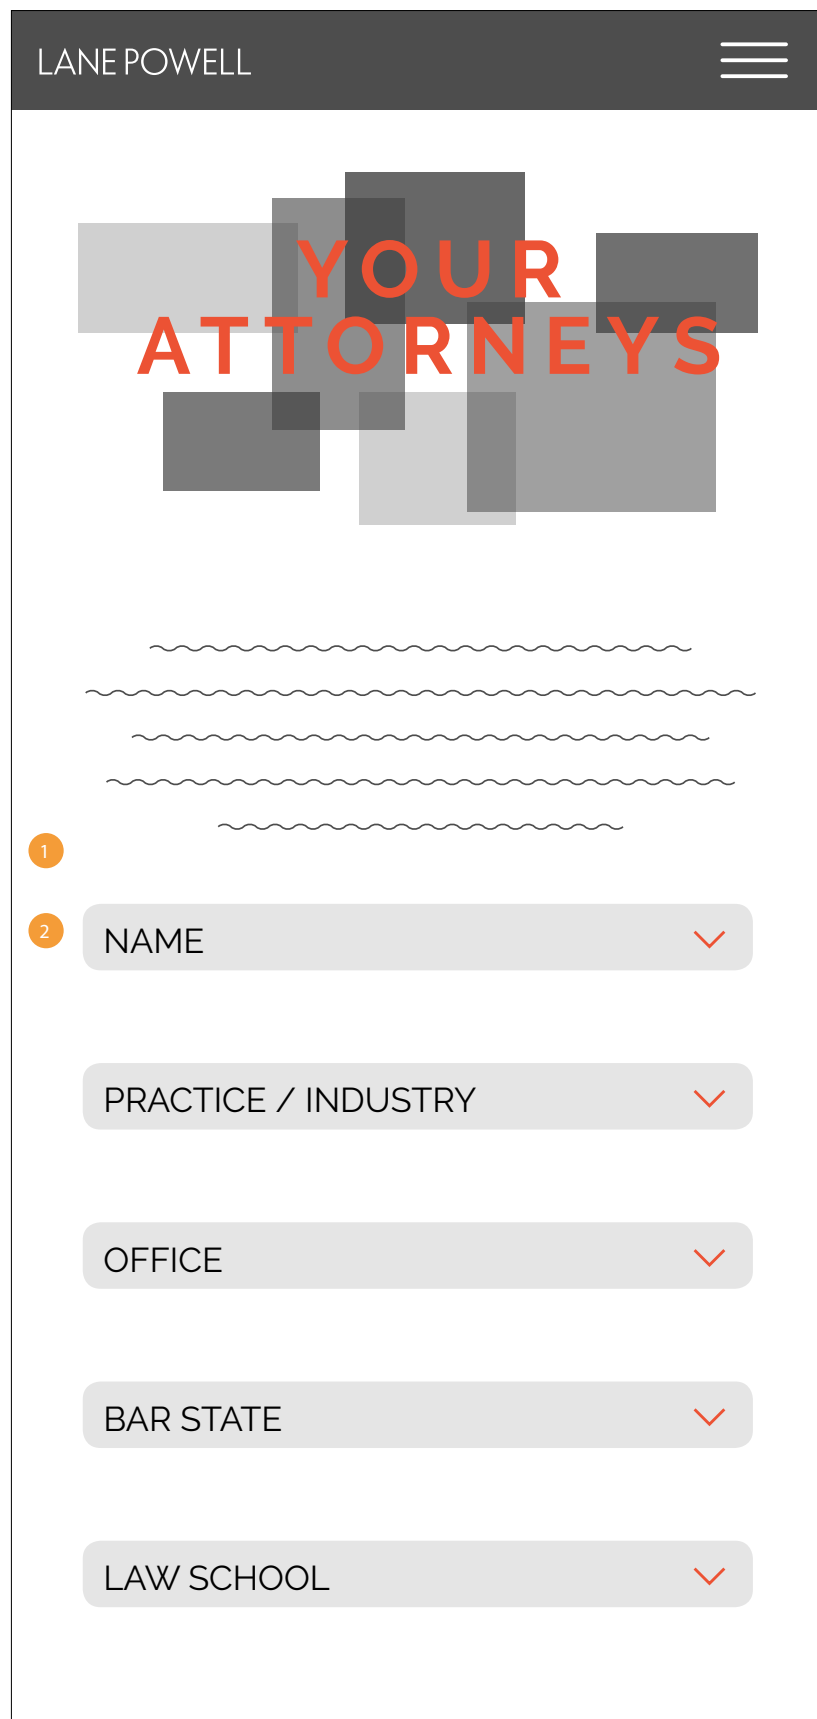 LANE POWELL
YOUR
ATTORNEYS
1
2
NAME
PRACTICE / INDUSTRY
OFFICE
BAR STATE
LAW SCHOOL